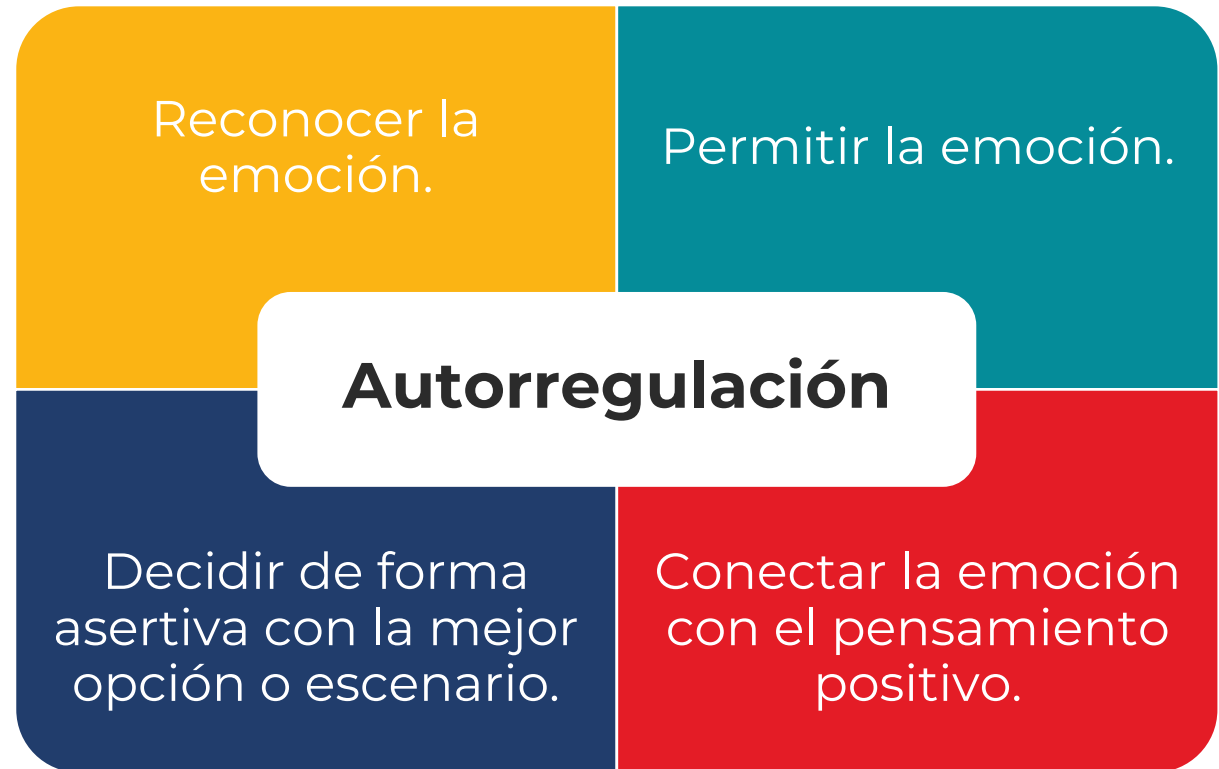 Reconocer la
emoción.
Permitir la emoción.
Autorregulación
Decidir de forma
asertiva con la mejor
opción o escenario.
Conectar la emoción
con el pensamiento
positivo.